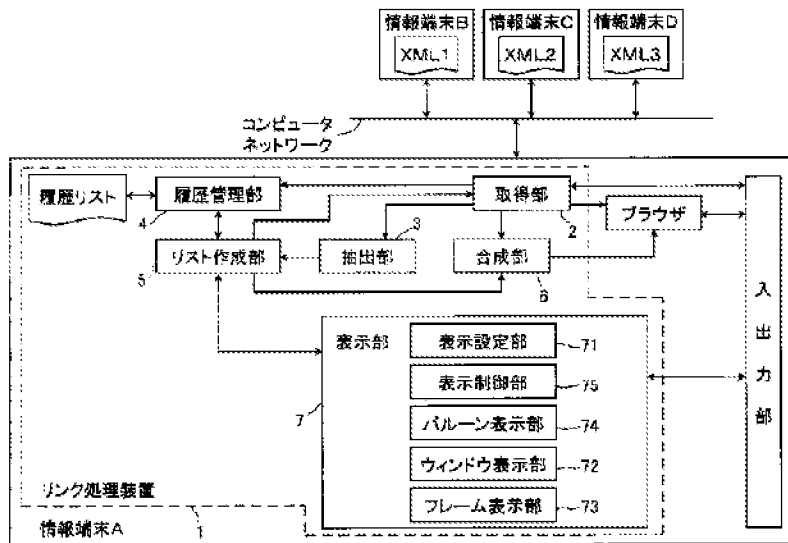 情報端末B
情報端末C
情報端末D
XML1
XML2
XML3
コンピュータ
ネットワーク
履歴リスト
履歴管理部
4
取得部
2
ブラウザ
リスト作成部
5
抽出部
3
合成部
6
入出力部
表示部
7
表示設定部
71
表示制御部
75
バルーン表示部
74
ウィンドウ表示部
72
フレーム表示部
73
リンク処理装置
情報端末A
1